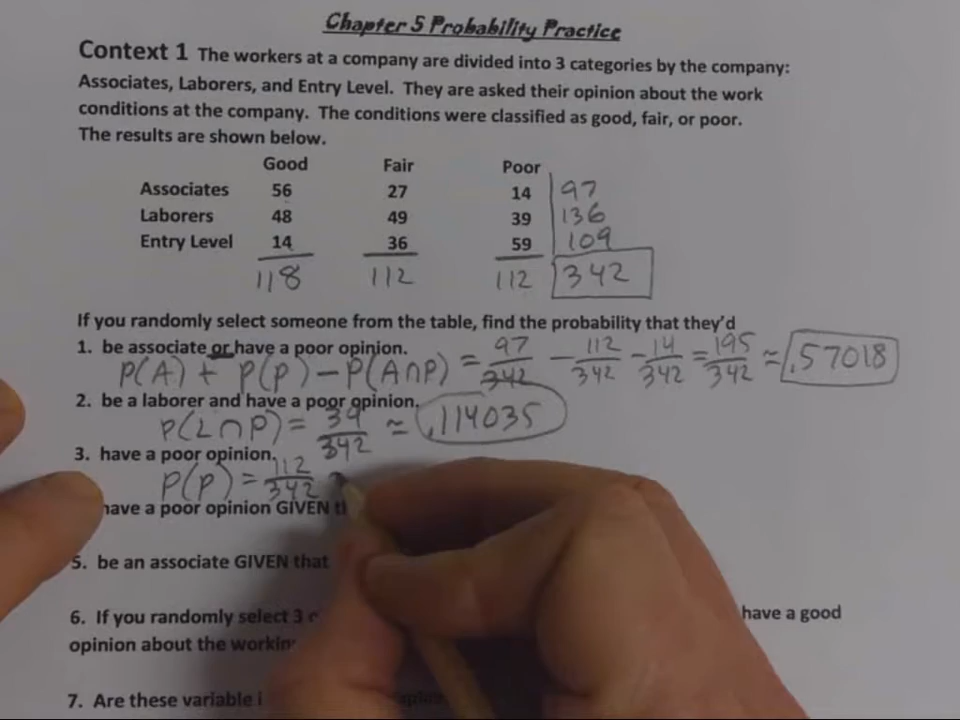 Chapter 5 Probability Practice
Context 1 The workers at a company are divided into 3 categories by the company:
Associates, Laborers, and Entry Level. They are asked their opinion about the work
conditions at the company. The conditions were classified as good, fair, or poor.
The results are shown below.
Good Fair Poor
Associates 56 27 14 97
Laborers 48 49 39 136
Entry Level 14 36 59 109
118 112 112 342
If you randomly select someone from the table, find the probability that they'd
1. be associate or have a poor opinion.
P(A) + P(P) - P(A∩P) = 97/342 - 112/342 - 14/342 = 195/342 ≈ .57018
2. be a laborer and have a poor opinion.
P(L∩P) = 39/342 ≈ .114035
3. have a poor opinion.
P(P) = 112/342
have a poor opinion GIVEN
5. be an associate GIVEN that
6. If you randomly select 3 have a good
opinion about the
7. Are these variable